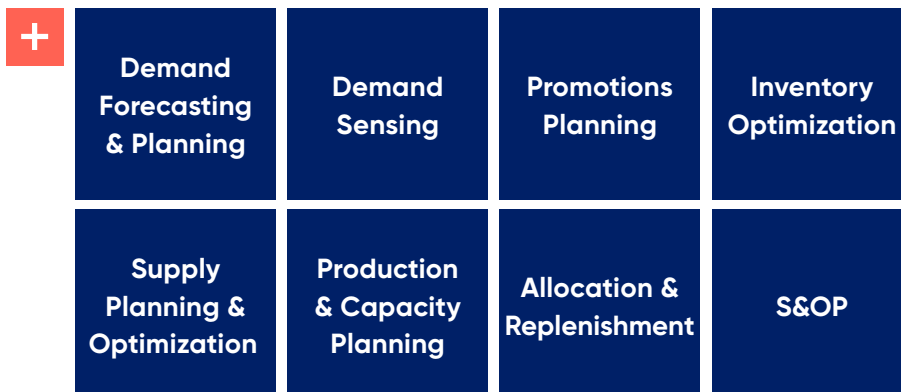 +
Demand
Forecasting
& Planning
Demand
Sensing
Promotions
Planning
Inventory
Optimization
Supply
Planning &
Optimization
Production
& Capacity
Planning
Allocation &
Replenishment
S&OP